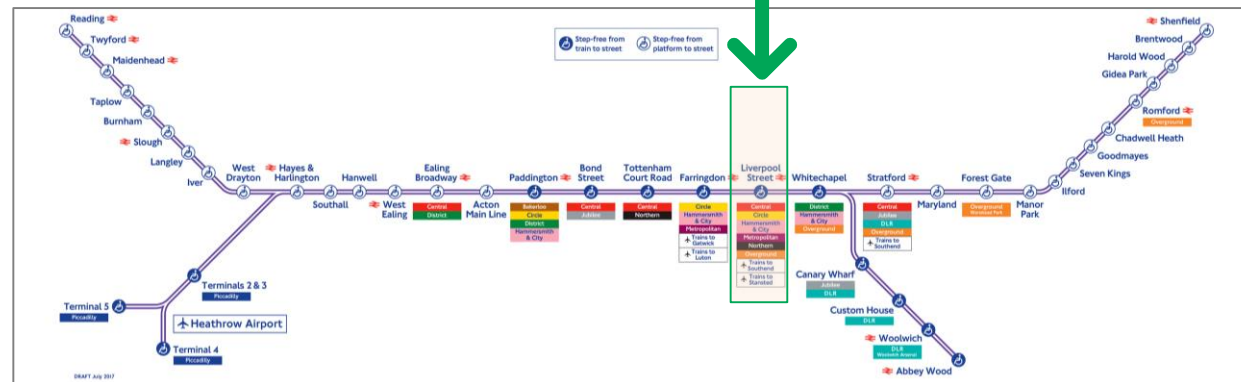 Reading
Twyford
Maidenhead
Taplow
Burnham
Slough
Langley
Iver
West
Drayton
Hayes &
Harlington
Southall
Hanwell
West
Ealing
Ealing
Broadway
Central
District
Acton
Main Line
Paddington
Bakerloo
Circle
District
Hammersmith
& City
Bond
Street
Central
Jubilee
Tottenham
Court Road
Central
Northern
Farringdon
Circle
Hammersmith
& City
Metropolitan
Trains to
Gatwick
Trains to
Luton
Liverpool
Street
Central
Circle
Hammersmith
& City
Metropolitan
Northern
Overground
Trains to
Southend
Trains to
Stansted
Whitechapel
District
Hammersmith
& City
Overground
Stratford
Central
Jubilee
DLR
Overground
Trains to
Southend
Maryland
Forest Gate
Overground
Wanstead Park
Manor
Park
Ilford
Seven Kings
Goodmayes
Chadwell Heath
Romford
Overground
Gidea Park
Harold Wood
Brentwood
Shenfield
Step-free from
train to street
Step-free from
platform to street
Canary Wharf
Jubilee
DLR
Custom House
DLR
Woolwich
DLR
Woolwich Arsenal
Abbey Wood
Terminals 2 & 3
Piccadilly
Terminal 5
Piccadilly
Heathrow Airport
Terminal 4
Piccadilly
DRAFT July 2017